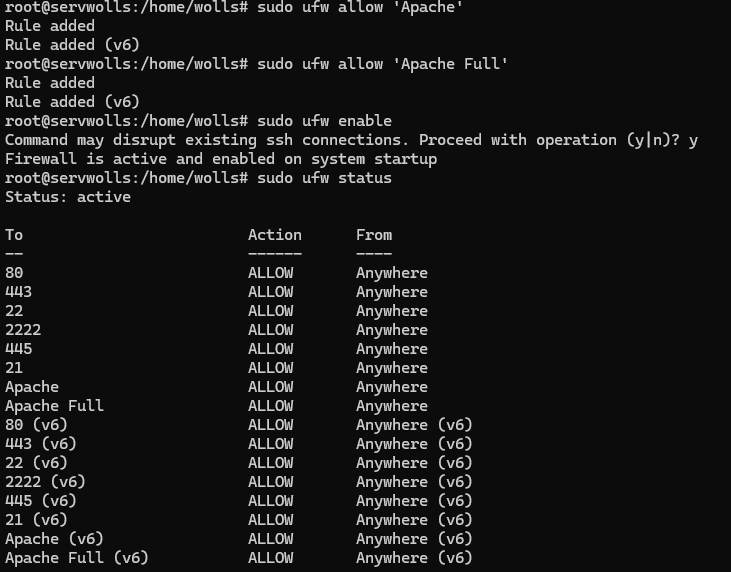 root@servwolls:/home/wolls# sudo ufw allow 'Apache'
Rule added
Rule added (v6)
root@servwolls:/home/wolls# sudo ufw allow 'Apache Full'
Rule added
Rule added (v6)
root@servwolls:/home/wolls# sudo ufw enable
Command may disrupt existing ssh connections. Proceed with operation (y|n)? y
Firewall is active and enabled on system startup
root@servwolls:/home/wolls# sudo ufw status
Status: active
To                         Action      From
--                         ------      ----
80                         ALLOW       Anywhere
443                        ALLOW       Anywhere
22                         ALLOW       Anywhere
2222                       ALLOW       Anywhere
445                        ALLOW       Anywhere
21                         ALLOW       Anywhere
Apache                     ALLOW       Anywhere
Apache Full                ALLOW       Anywhere
80 (v6)                    ALLOW       Anywhere (v6)
443 (v6)                   ALLOW       Anywhere (v6)
22 (v6)                    ALLOW       Anywhere (v6)
2222 (v6)                  ALLOW       Anywhere (v6)
445 (v6)                   ALLOW       Anywhere (v6)
21 (v6)                    ALLOW       Anywhere (v6)
Apache (v6)                ALLOW       Anywhere (v6)
Apache Full (v6)           ALLOW       Anywhere (v6)